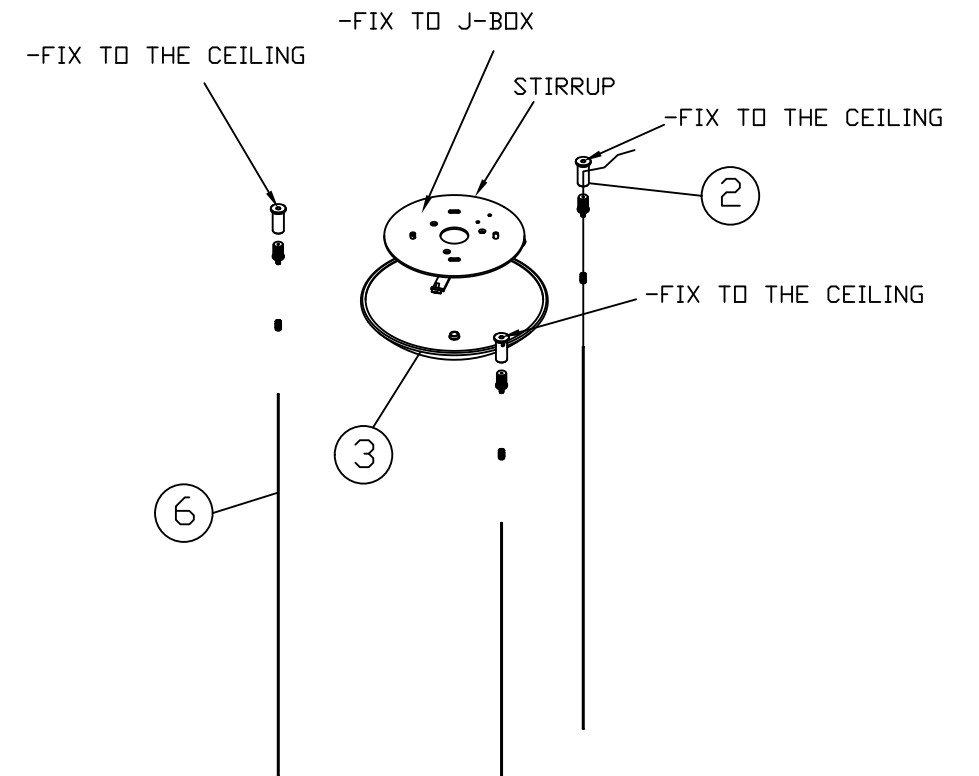 -FIX TO J-BOX
-FIX TO THE CEILING
STIRRUP
-FIX TO THE CEILING
2
-FIX TO THE CEILING
3
6